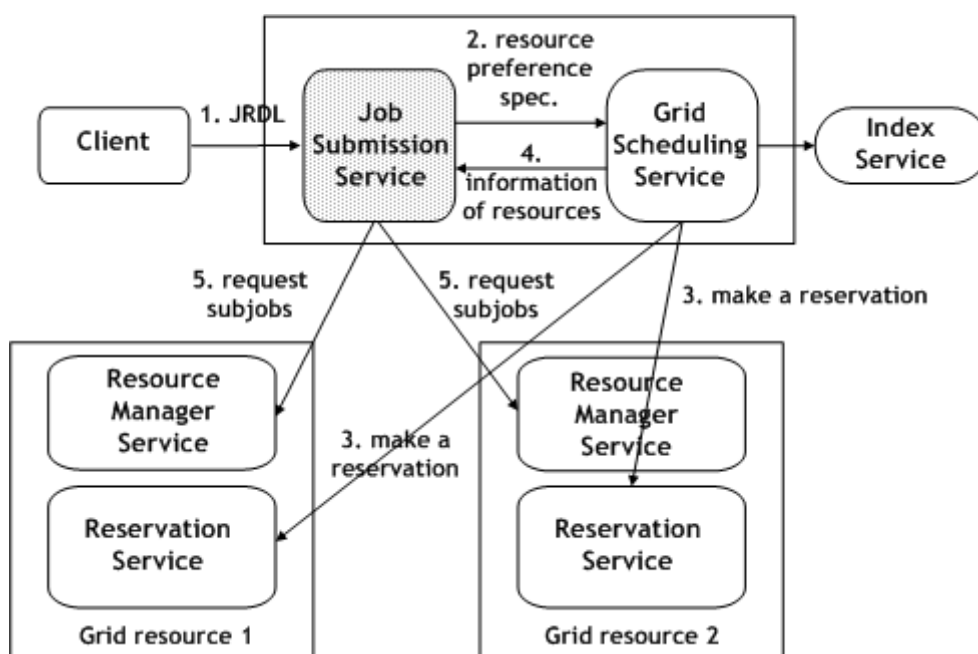 Client
1. JRDL
Job
Submission
Service
2. resource
preference
spec.
4.
information
of resources
Grid
Scheduling
Service
Index
Service
5. request
subjobs
5. request
subjobs
3. make a reservation
Resource
Manager
Service
3. make a
reservation
Resource
Manager
Service
Reservation
Service
Reservation
Service
Grid resource 1
Grid resource 2